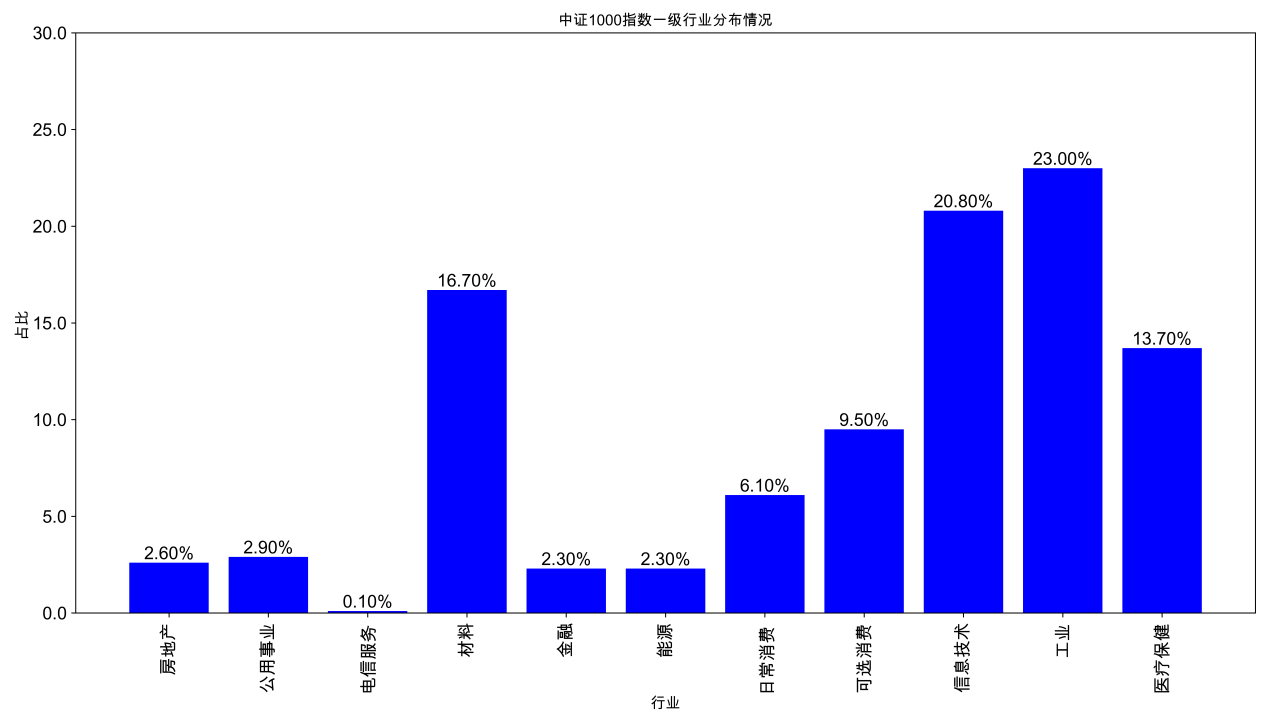 中证1000指数一级行业分布情况
占比
30.0
25.0
20.0
15.0
10.0
5.0
0.0
2.60%
2.90%
0.10%
16.70%
2.30%
2.30%
6.10%
9.50%
20.80%
23.00%
13.70%
房地产
公用事业
电信服务
材料
金融
能源
日常消费
可选消费
信息技术
工业
医疗保健
行业